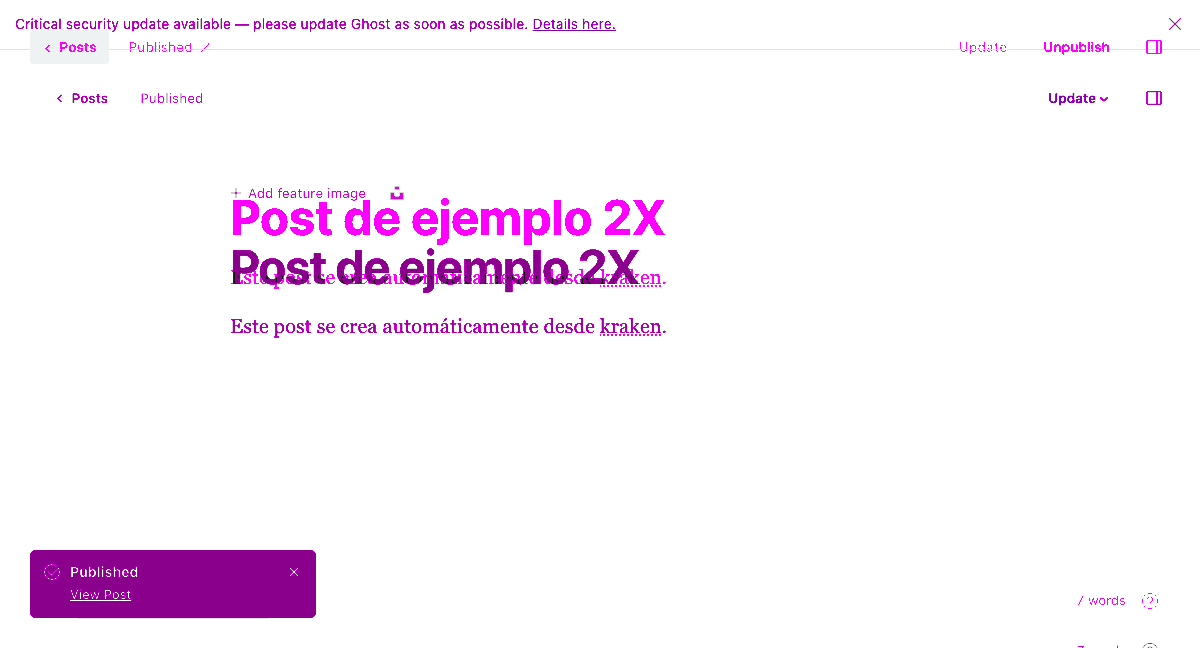 Critical security update available — please update Ghost as soon as possible. Details here.
Posts Published Update Unpublish
Posts Published Update
Add feature image
Post de ejemplo 2X
Post de ejemplo 2X
Este post se crea automáticamente desde kraken.
Este post se crea automáticamente desde kraken.
Published
View Post
7 words